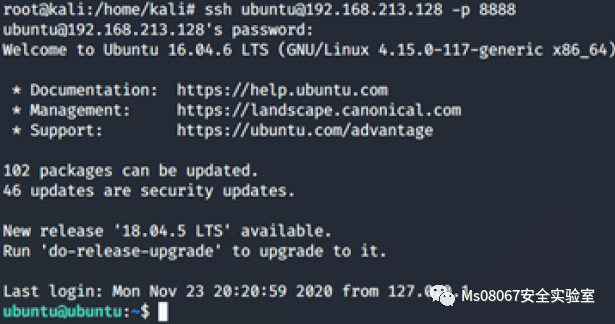 root@kali:/home/kali# ssh ubuntu@192.168.213.128 -p 8888
ubuntu@192.168.213.128's password:
Welcome to Ubuntu 16.04.6 LTS (GNU/Linux 4.15.0-117-generic x86_64)
* Documentation: https://help.ubuntu.com
* Management: https://landscape.canonical.com
* Support: https://ubuntu.com/advantage
102 packages can be updated.
46 updates are security updates.
New release '18.04.5 LTS' available.
Run 'do-release-upgrade' to upgrade to it.
Last login: Mon Nov 23 20:20:59 2020 from
Ms08067安全实验室
ubuntu@ubuntu:~$